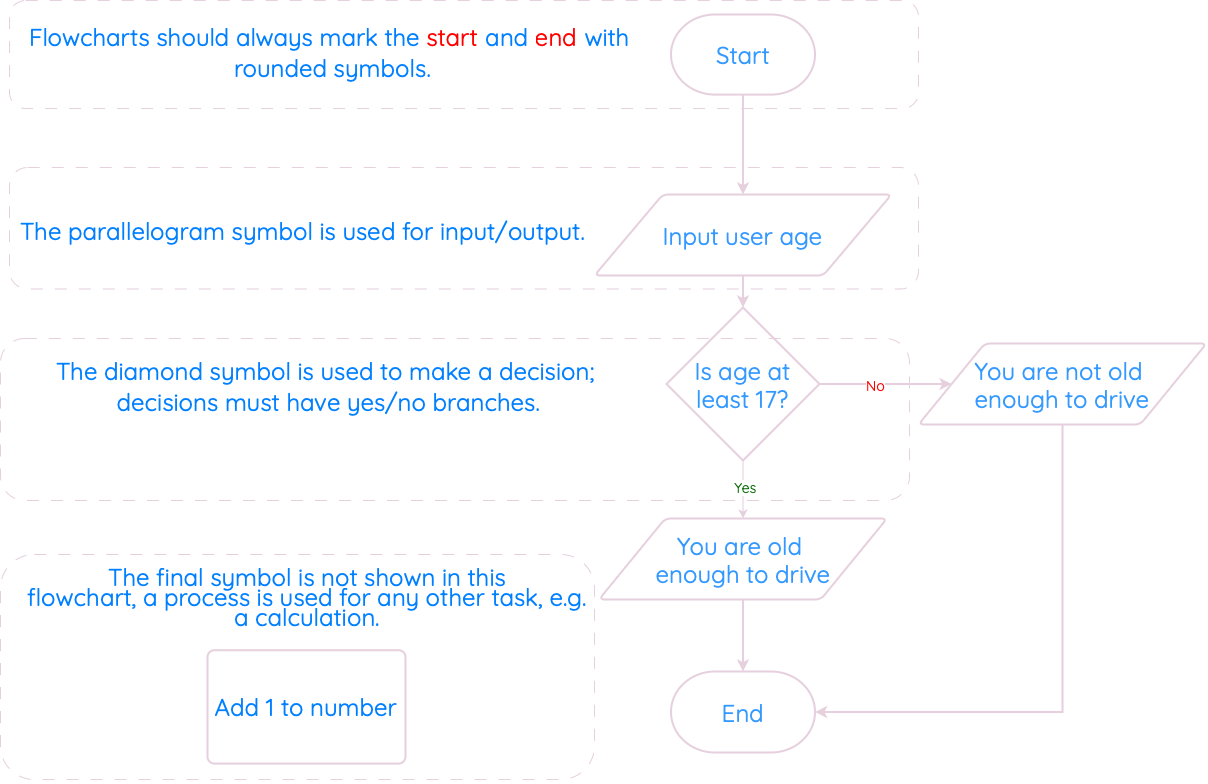 Flowcharts should always mark the start and end with
rounded symbols.
Start
The parallelogram symbol is used for input/output.
Input user age
The diamond symbol is used to make a decision;
decisions must have yes/no branches.
Is age at
least 17?
No
You are not old
enough to drive
Yes
You are old
enough to drive
The final symbol is not shown in this
flowchart, a process is used for any other task, e.g.
a calculation.
Add 1 to number
End